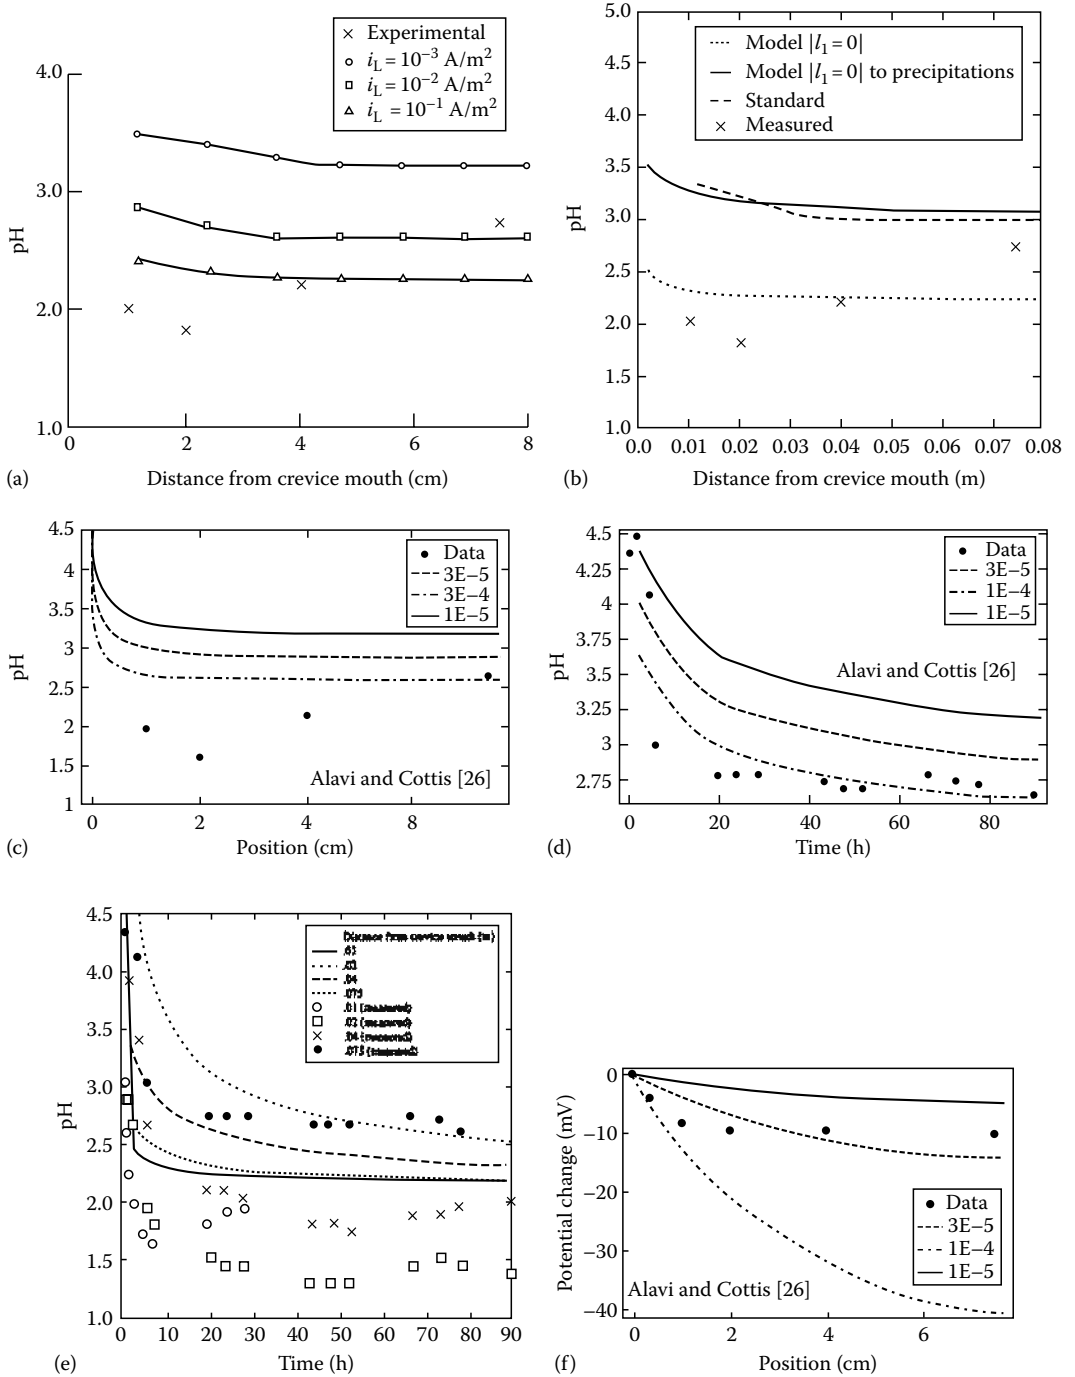 Experimental
i_L = 10⁻³ A/m²
i_L = 10⁻² A/m²
i_L = 10⁻¹ A/m²
4.0
3.0
2.0
1.0
pH
0
2
4
6
8
(a)
Distance from crevice mouth (cm)
Model |l₁=0|
Model |l₁=0| to precipitations
Standard
Measured
5.0
4.5
4.0
3.5
3.0
2.5
2.0
1.5
1.0
pH
0.0
0.01
0.02
0.03
0.04
0.05
0.06
0.07
0.08
(b)
Distance from crevice mouth (m)
4.5
4
3.5
3
2.5
2
1.5
1
pH
Data
3E–5
3E–4
1E–5
Alavi and Cottis [26]
0
2
4
8
(c)
Position (cm)
4.5
4.25
4
3.75
3.5
3.25
3
2.75
pH
Data
3E–5
1E–4
1E–5
Alavi and Cottis [26]
0
20
40
60
80
(d)
Time (h)
4.5
4.0
3.5
3.0
2.5
2.0
1.5
1.0
pH
0
10
20
30
40
50
60
70
80
90
(e)
Time (h)
0
–10
–20
–30
–40
Potential change (mV)
Data
3E–5
1E–4
1E–5
Alavi and Cottis [26]
0
2
4
6
(f)
Position (cm)